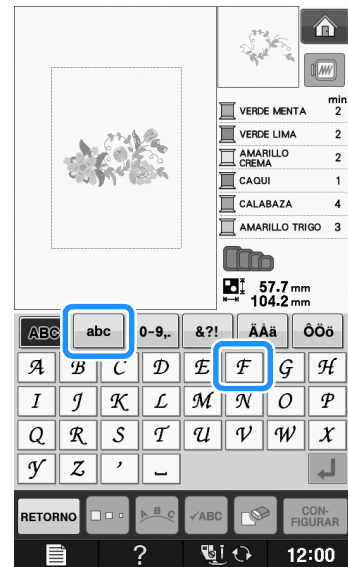 min
VERDE MENTA 2
VERDE LIMA 2
AMARILLO
CREMA 2
CAQUI 1
CALABAZA 4
AMARILLO TRIGO 3
57.7 mm
104.2 mm
ABC abc 0~9,. &?! ÄÅä ÔÖö
A B C D E F G H
I J K L M N O P
Q R S T U V W X
Y Z ’ _
RETORNO A B C ✓ABC CON-
FIGURAR
? 12:00